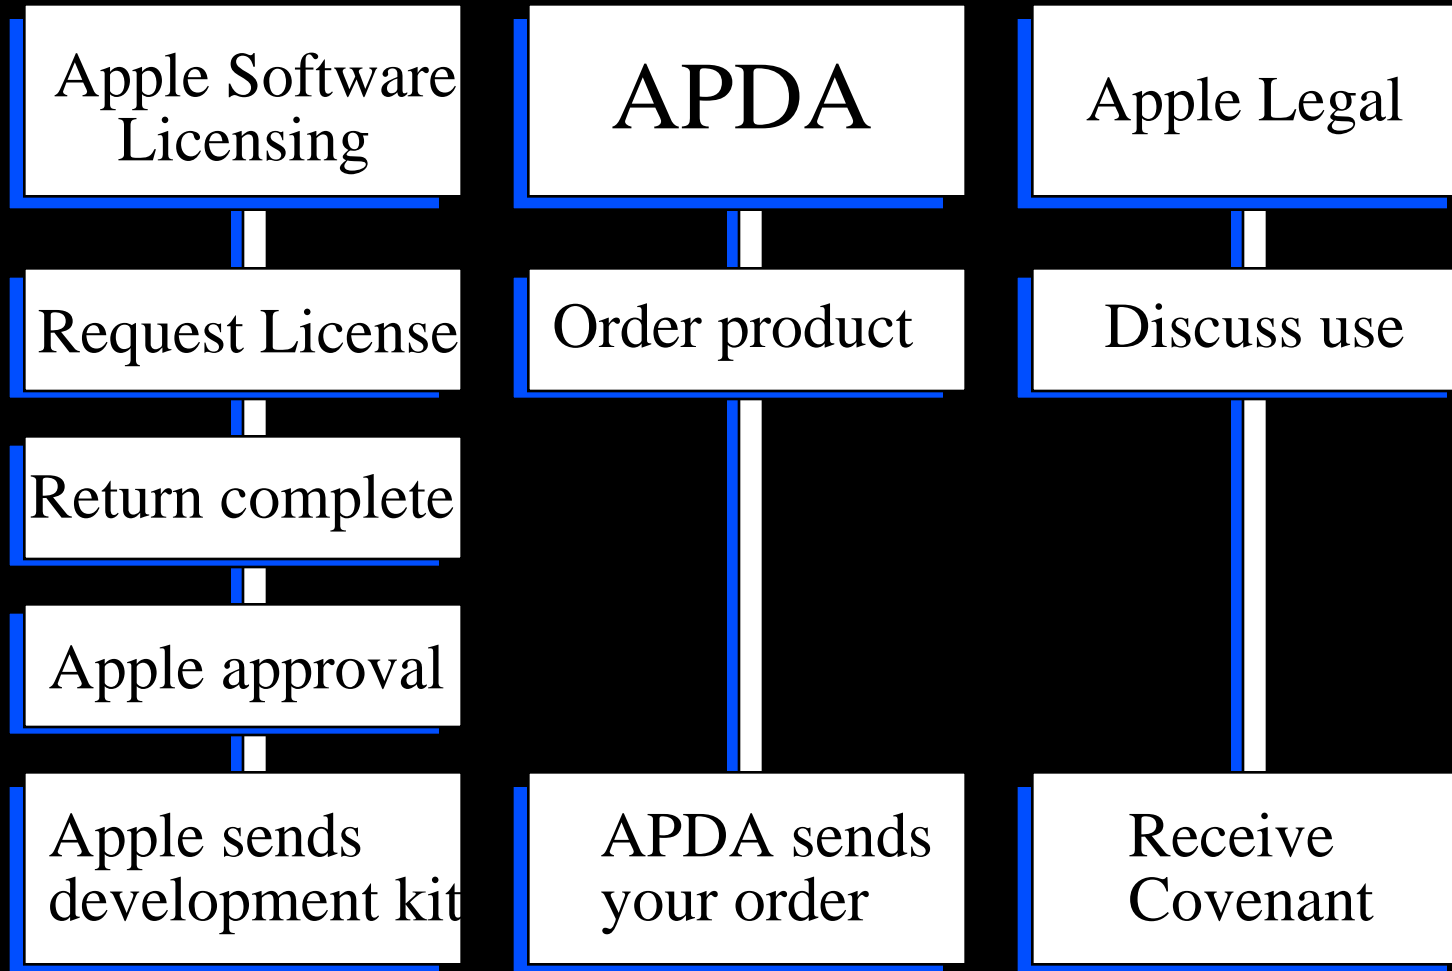 Apple Software
Licensing
APDA
Apple Legal
Request License
Order product
Discuss use
Return complete
Apple approval
Apple sends
development kit
APDA sends
your order
Receive
Covenant